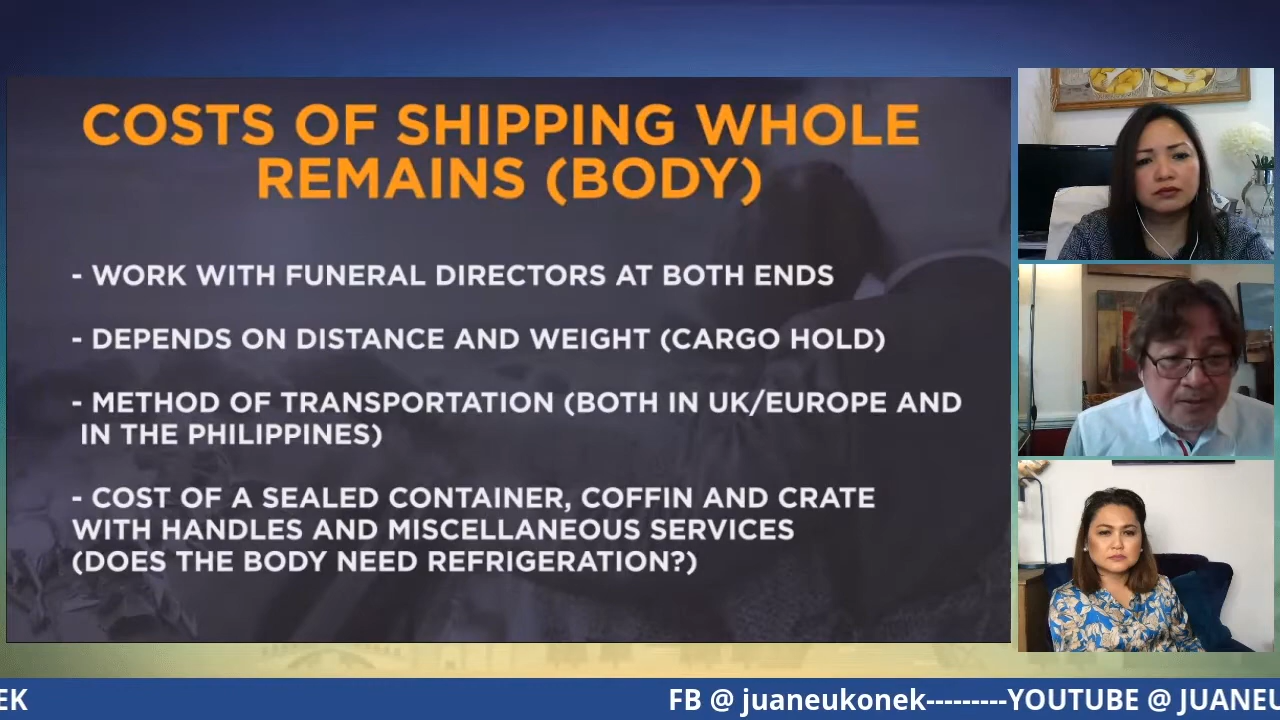 COSTS OF SHIPPING WHOLE
REMAINS (BODY)
- WORK WITH FUNERAL DIRECTORS AT BOTH ENDS
- DEPENDS ON DISTANCE AND WEIGHT (CARGO HOLD)
- METHOD OF TRANSPORTATION (BOTH IN UK/EUROPE AND
IN THE PHILIPPINES)
- COST OF A SEALED CONTAINER, COFFIN AND CRATE
WITH HANDLES AND MISCELLANEOUS SERVICES
(DOES THE BODY NEED REFRIGERATION?)
EK FB @ juaneukonek---------YOUTUBE @ JUANEU